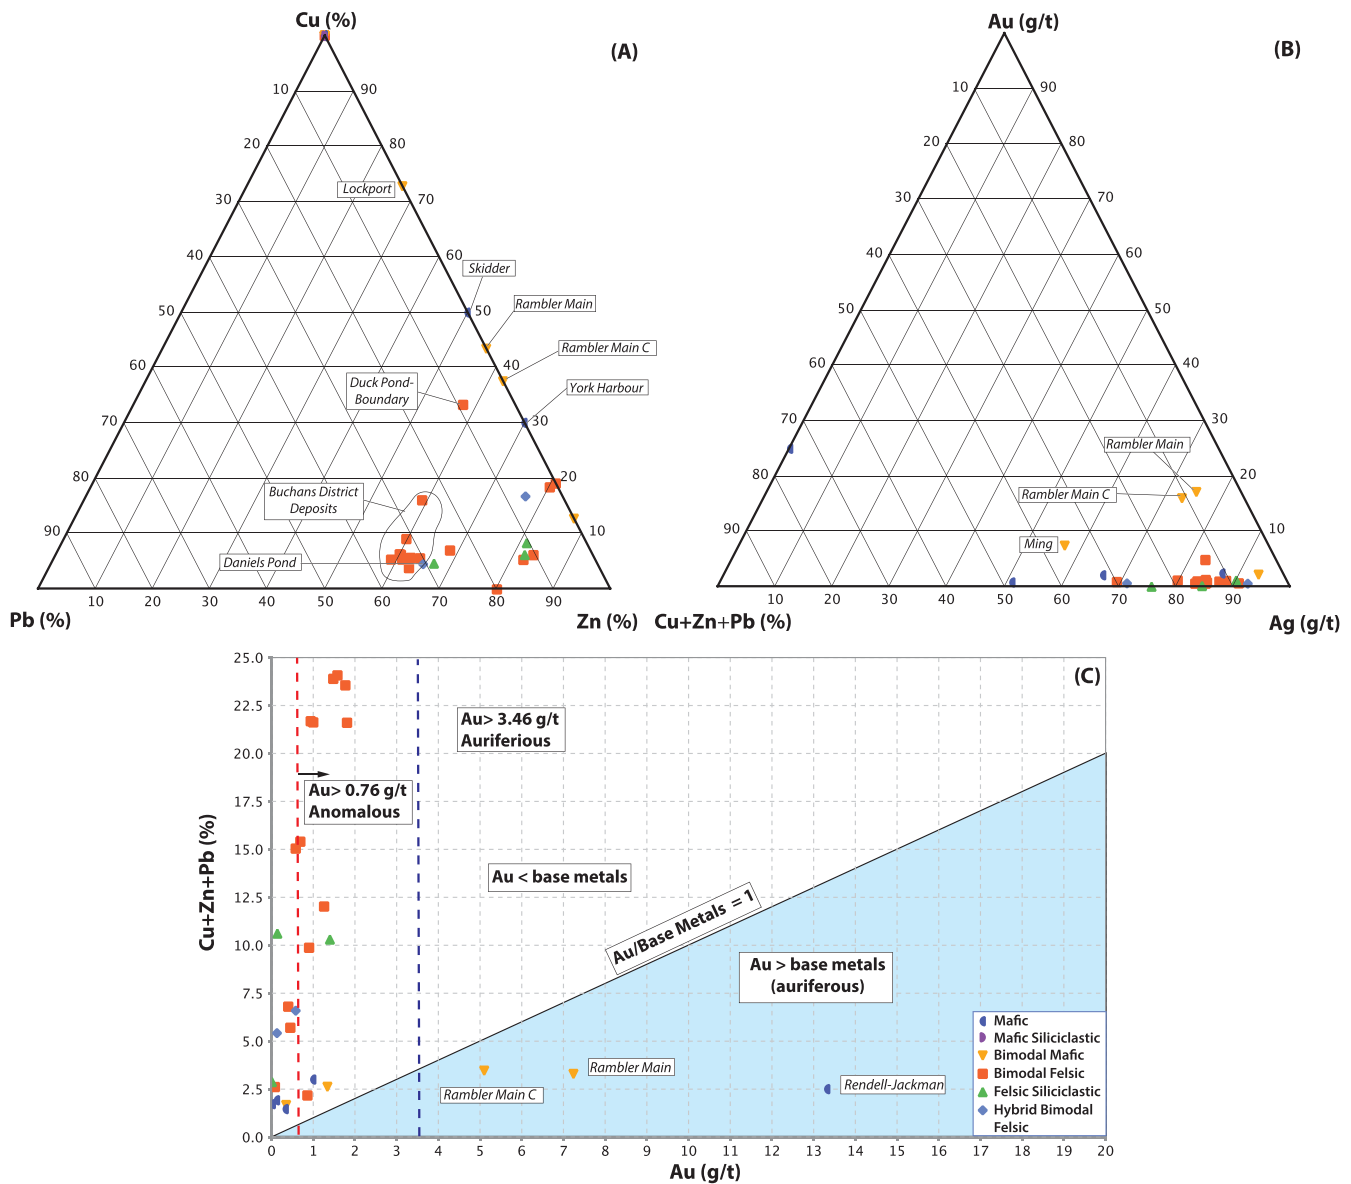 Cu (%)
(A)
10
90
20
80
Lockport
30
70
40
60
Skidder
50
50
Rambler Main
60
40
Rambler Main C
Duck Pond-
Boundary
York Harbour
70
30
80
20
Buchans District
Deposits
90
10
Daniels Pond
10
20
30
40
50
60
70
80
90
Pb (%)
Zn (%)
Au (g/t)
(B)
10
90
20
80
30
70
40
60
50
50
60
40
70
30
Rambler Main
80
20
Rambler Main C
90
10
Ming
10
20
30
40
50
60
70
80
90
Cu+Zn+Pb (%)
Ag (g/t)
(C)
25.0
22.5
20.0
17.5
15.0
12.5
10.0
7.5
5.0
2.5
0.0
Cu+Zn+Pb (%)
Au> 3.46 g/t
Auriferious
Au> 0.76 g/t
Anomalous
Au < base metals
Au/Base Metals = 1
Au > base metals
(auriferous)
Rambler Main
Rambler Main C
Rendell-Jackman
Mafic
Mafic Siliciclastic
Bimodal Mafic
Bimodal Felsic
Felsic Siliciclastic
Hybrid Bimodal
Felsic
0
1
2
3
4
5
6
7
8
9
10
11
12
13
14
15
16
17
18
19
20
Au (g/t)